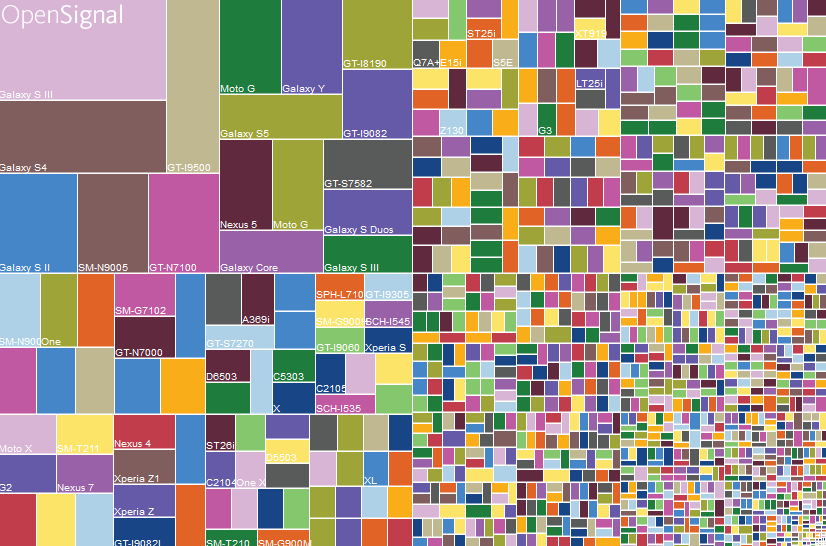 OpenSignal
Galaxy S III
Galaxy S4
GT-I9500
Moto G
Galaxy Y
GT-I8190
GT-I9082
Galaxy S5
Nexus 5
Moto G
GT-S7582
Galaxy S Duos
Galaxy Core
Galaxy S III
Galaxy S II
SM-N9005
GT-N7100
ST25i
XT919
Q7A+
E15i
S5E
LT25i
Z130
G3
SM-N900
One
SM-G7102
GT-N7000
A369i
GT-S7270
D6503
C5303
X
SPH-L710
GT-I9305
SCH-I545
GT-I9060
Xperia S
C2105
SCH-I535
Moto X
SM-T211
G2
Nexus 7
Nexus 4
Xperia Z1
Xperia Z
GT-I9082L
ST26i
D5503
C2104
One X
XL
SM-T210
SM-G900M